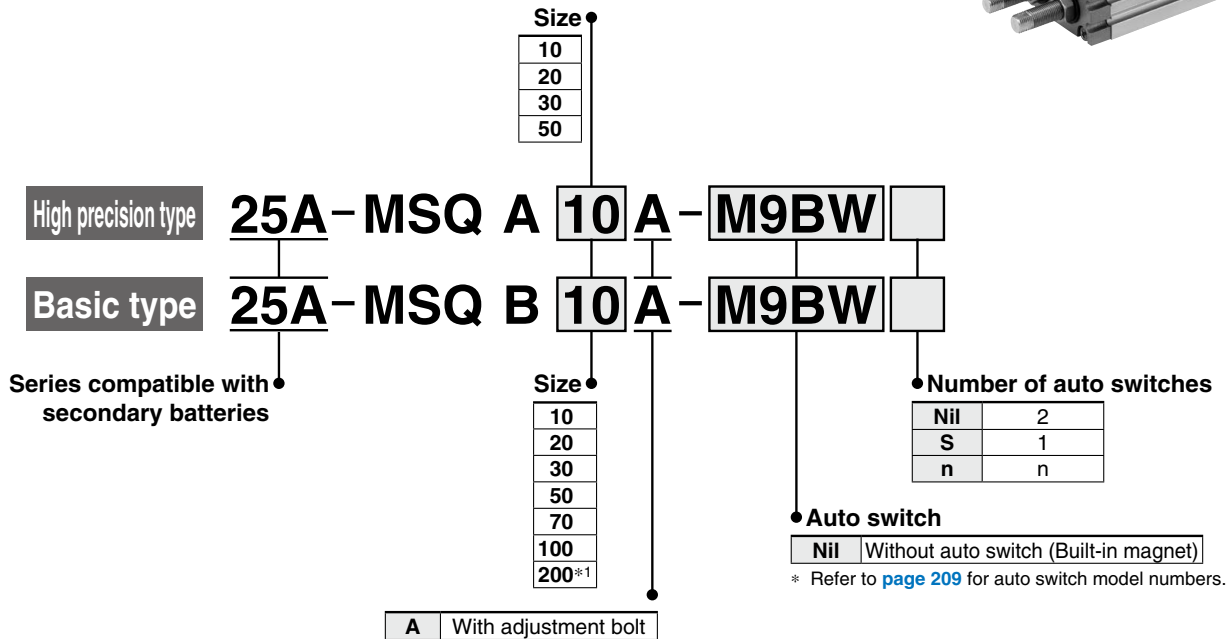 Size
10
20
30
50
High precision type 25A-MSQ A 10 A-M9BW
Basic type 25A-MSQ B 10 A-M9BW
Series compatible with
secondary batteries
Size
10
20
30
50
70
100
200*1
A With adjustment bolt
Number of auto switches
Nil 2
S 1
n n
Auto switch
Nil Without auto switch (Built-in magnet)
* Refer to page 209 for auto switch model numbers.